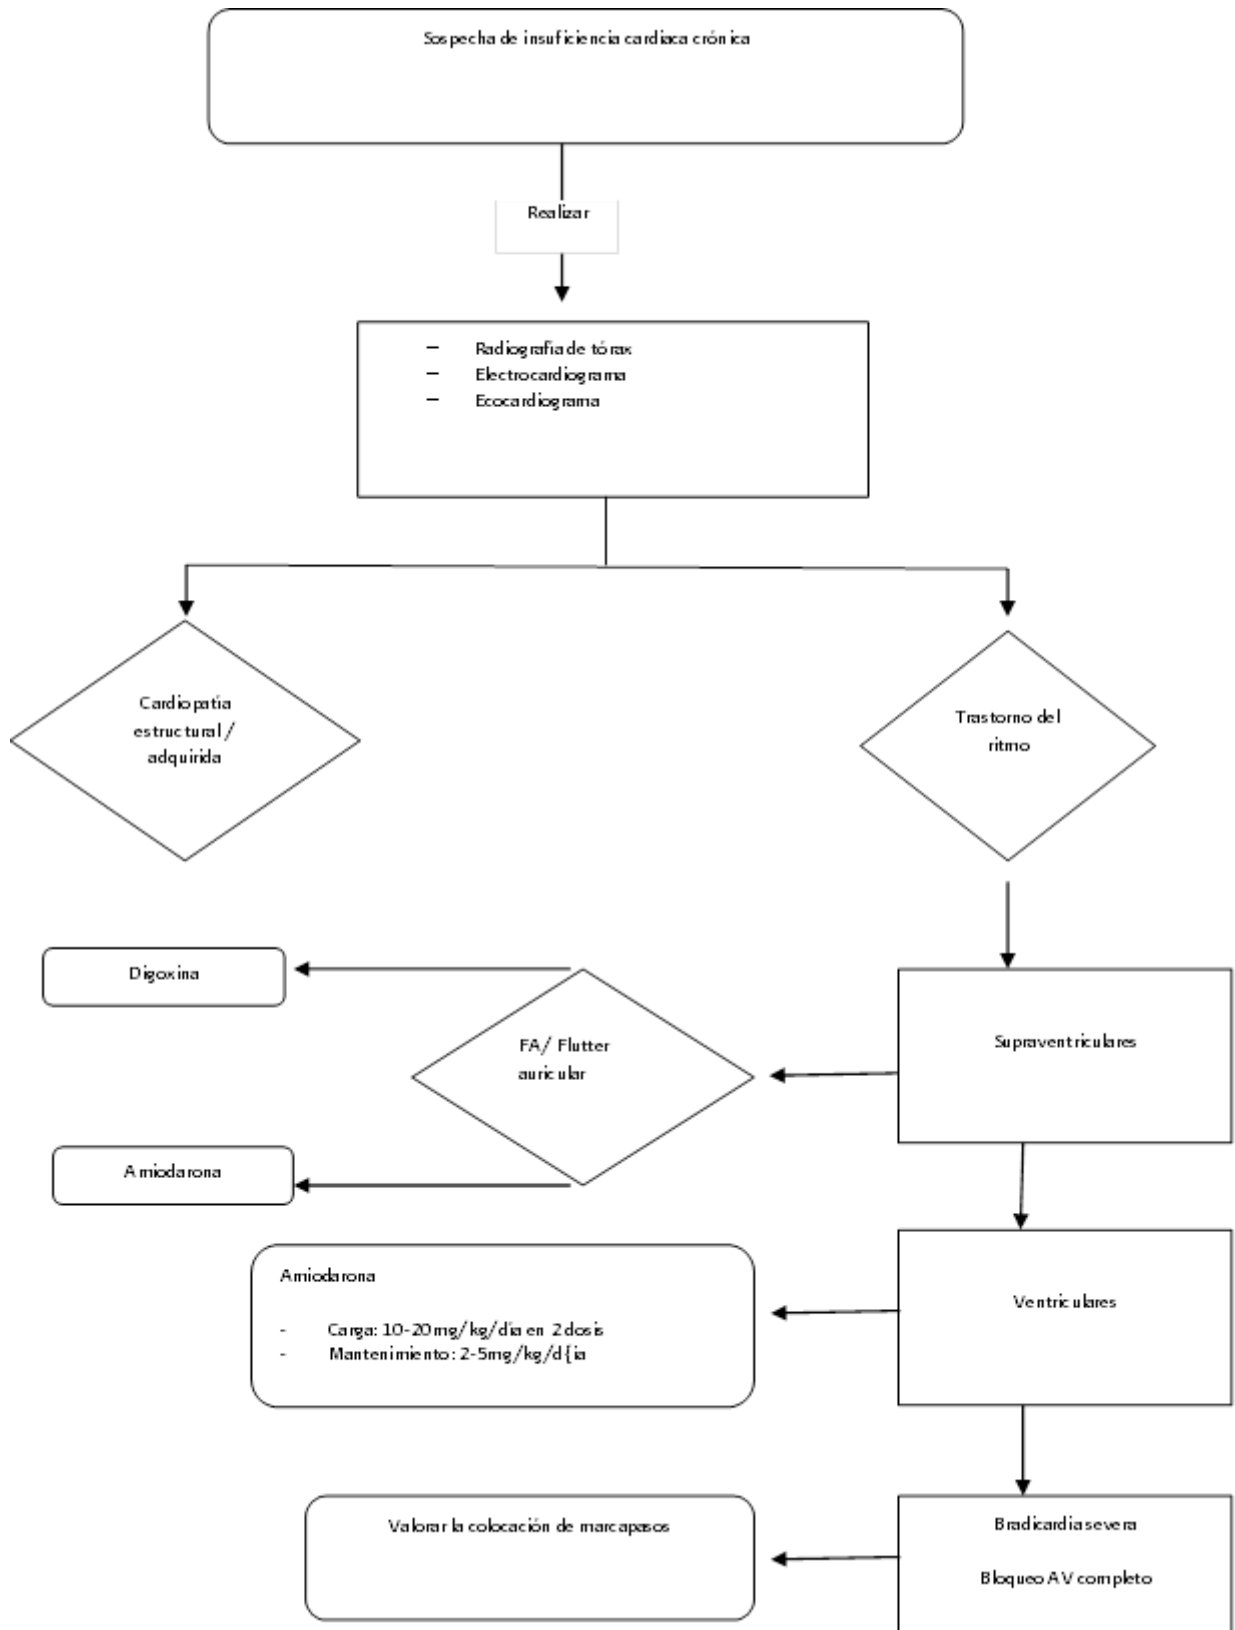 Sospecha de insuficiencia cardiaca crónica
Realizar
– Radiografía de tórax
– Electrocardiograma
– Ecocardiograma
Cardiopatía
estructural /
adquirida
Trastorno del
ritmo
Digoxina
FA/ Flutter
auricular
Supraventriculares
Amiodarona
Amiodarona
- Carga: 10-20mg/kg/día en 2 dosis
- Mantenimiento: 2-5mg/kg/d{ia
Ventriculares
Valorar la colocación de marcapasos
Bradicardia severa
Bloqueo AV completo